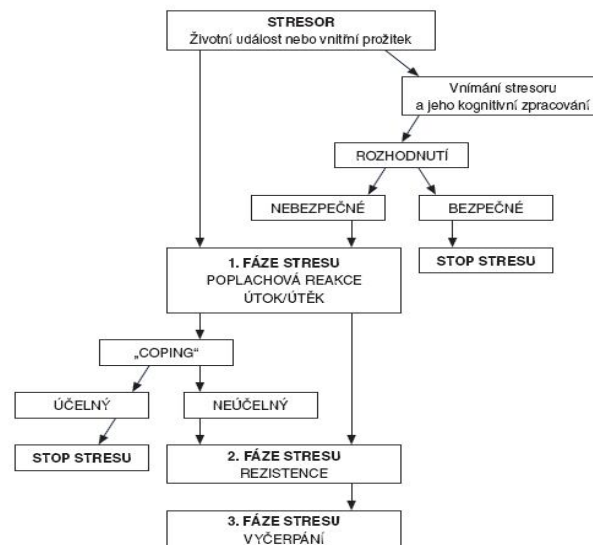 STRESOR
Životní událost nebo vnitřní prožitek
Vnímání stresoru
a jeho kognitivní zpracování
ROZHODNUTÍ
NEBEZPEČNÉ
BEZPEČNÉ
1. FÁZE STRESU
POPLACHOVÁ REAKCE
ÚTOK/ÚTĚK
STOP STRESU
„COPING“
ÚČELNÝ
NEÚČELNÝ
STOP STRESU
2. FÁZE STRESU
REZISTENCE
3. FÁZE STRESU
VYČERPÁNÍ